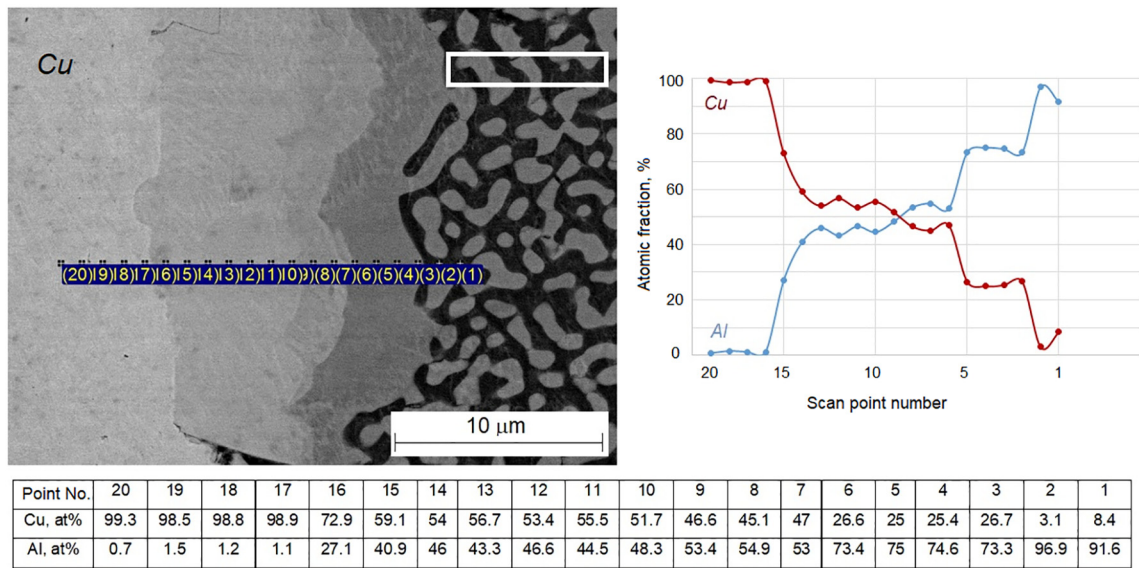 Cu
(20)19)18)17)16)15)14)13)12)11)10)9)(8)(7)(6)(5)(4)(3)(2)(1)
10 μm
Atomic fraction, %
100
80
60
40
20
0
Cu
Al
20 15 10 5 1
Scan point number
Point No. 20 19 18 17 16 15 14 13 12 11 10 9 8 7 6 5 4 3 2 1
Cu, at% 99.3 98.5 98.8 98.9 72.9 59.1 54 56.7 53.4 55.5 51.7 46.6 45.1 47 26.6 25 25.4 26.7 3.1 8.4
Al, at% 0.7 1.5 1.2 1.1 27.1 40.9 46 43.3 46.6 44.5 48.3 53.4 54.9 53 73.4 75 74.6 73.3 96.9 91.6